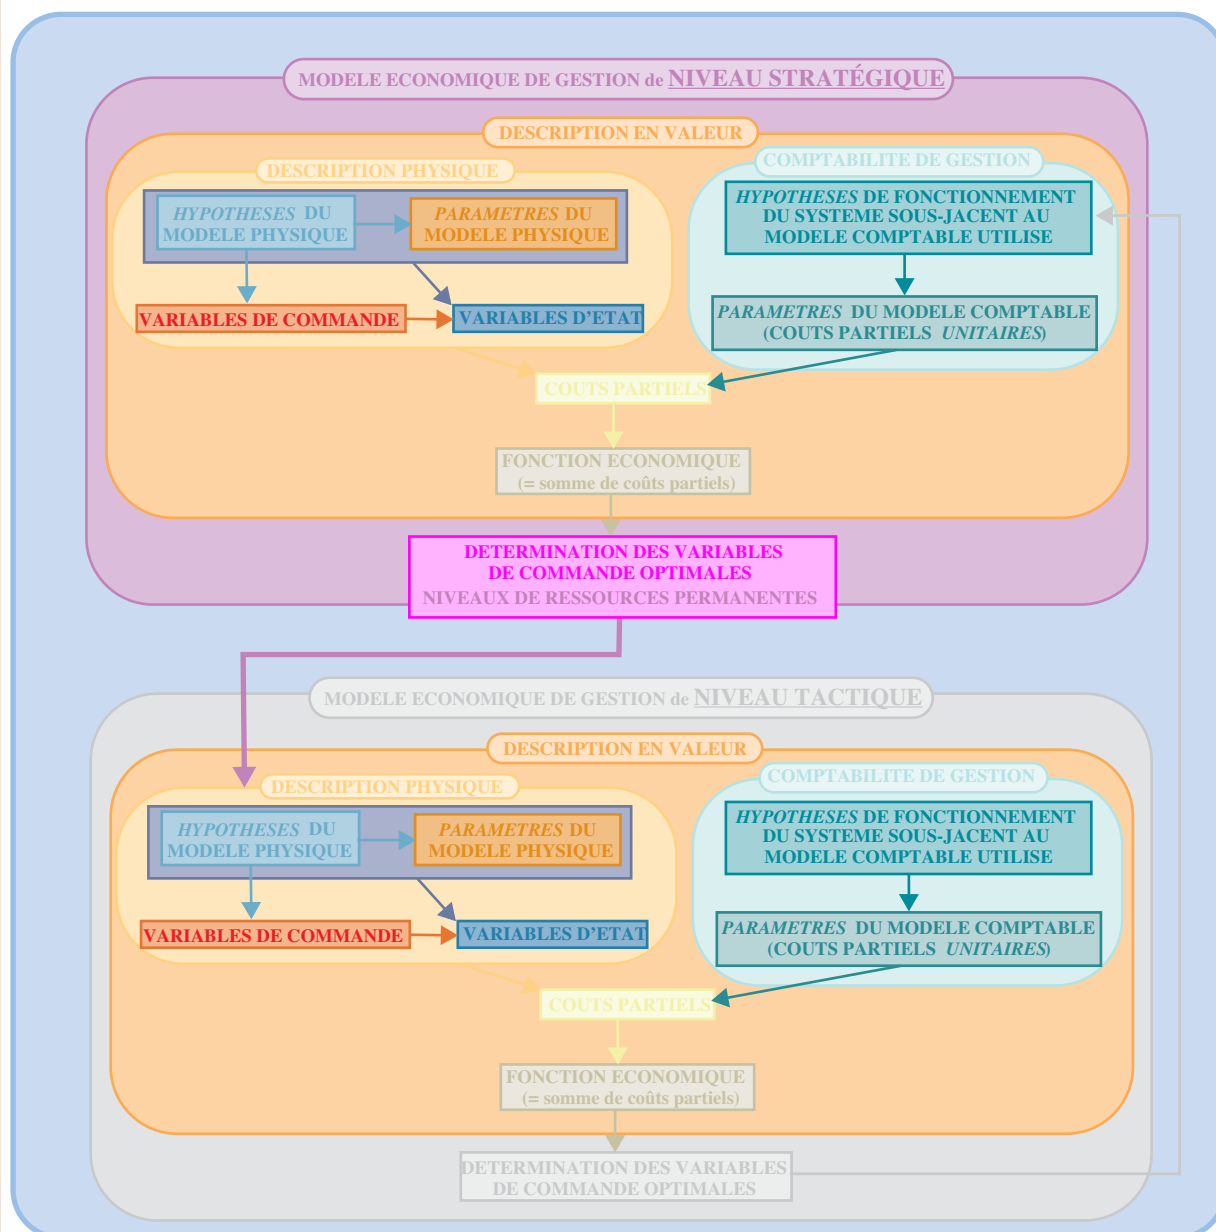 MODELE ECONOMIQUE DE GESTION de NIVEAU STRATÉGIQUE
DESCRIPTION EN VALEUR
DESCRIPTION PHYSIQUE
HYPOTHESES DU
MODELE PHYSIQUE
PARAMETRES DU
MODELE PHYSIQUE
VARIABLES DE COMMANDE
VARIABLES D'ETAT
COMPTABILITE DE GESTION
HYPOTHESES DE FONCTIONNEMENT
DU SYSTEME SOUS-JACENT AU
MODELE COMPTABLE UTILISE
PARAMETRES DU MODELE COMPTABLE
(COUTS PARTIELS UNITAIRES)
COUTS PARTIELS
FONCTION ECONOMIQUE
(= somme de coûts partiels)
DETERMINATION DES VARIABLES
DE COMMANDE OPTIMALES
NIVEAUX DE RESSOURCES PERMANENTES
MODELE ECONOMIQUE DE GESTION de NIVEAU TACTIQUE
DESCRIPTION EN VALEUR
DESCRIPTION PHYSIQUE
HYPOTHESES DU
MODELE PHYSIQUE
PARAMETRES DU
MODELE PHYSIQUE
VARIABLES DE COMMANDE
VARIABLES D'ETAT
COMPTABILITE DE GESTION
HYPOTHESES DE FONCTIONNEMENT
DU SYSTEME SOUS-JACENT AU
MODELE COMPTABLE UTILISE
PARAMETRES DU MODELE COMPTABLE
(COUTS PARTIELS UNITAIRES)
COUTS PARTIELS
FONCTION ECONOMIQUE
(= somme de coûts partiels)
DETERMINATION DES VARIABLES
DE COMMANDE OPTIMALES